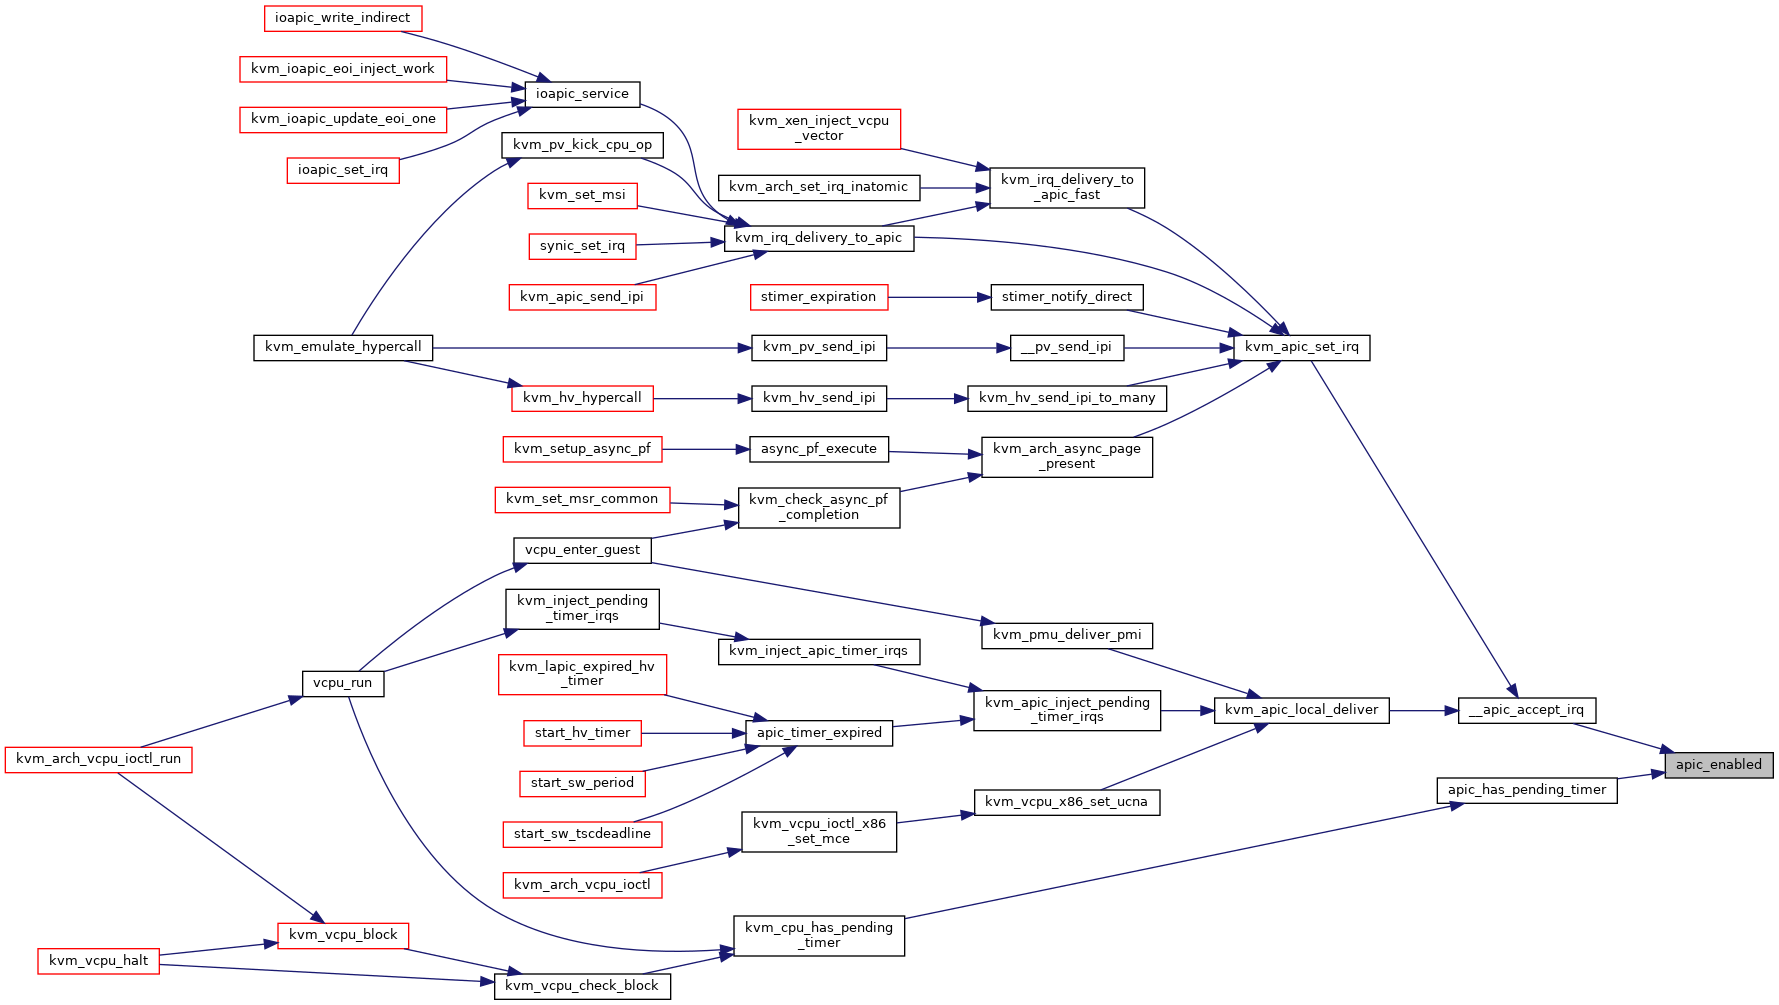 ioapic_write_indirect
kvm_ioapic_eoi_inject_work
ioapic_service
kvm_ioapic_update_eoi_one
kvm_xen_inject_vcpu
_vector
kvm_pv_kick_cpu_op
ioapic_set_irq
kvm_arch_set_irq_inatomic
kvm_irq_delivery_to
_apic_fast
kvm_set_msi
kvm_irq_delivery_to_apic
synic_set_irq
kvm_apic_send_ipi
stimer_expiration
stimer_notify_direct
kvm_emulate_hypercall
kvm_pv_send_ipi
__pv_send_ipi
kvm_apic_set_irq
kvm_hv_hypercall
kvm_hv_send_ipi
kvm_hv_send_ipi_to_many
kvm_setup_async_pf
async_pf_execute
kvm_arch_async_page
_present
kvm_set_msr_common
kvm_check_async_pf
_completion
vcpu_enter_guest
kvm_inject_pending
_timer_irqs
kvm_pmu_deliver_pmi
kvm_inject_apic_timer_irqs
kvm_lapic_expired_hv
_timer
vcpu_run
kvm_apic_inject_pending
_timer_irqs
kvm_apic_local_deliver
__apic_accept_irq
start_hv_timer
apic_timer_expired
kvm_arch_vcpu_ioctl_run
apic_enabled
start_sw_period
apic_has_pending_timer
kvm_vcpu_x86_set_ucna
start_sw_tscdeadline
kvm_vcpu_ioctl_x86
_set_mce
kvm_arch_vcpu_ioctl
kvm_vcpu_block
kvm_cpu_has_pending
_timer
kvm_vcpu_halt
kvm_vcpu_check_block